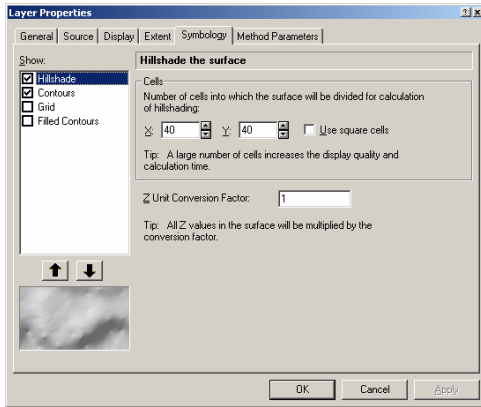 Layer Properties
General Source Display Extent Symbology Method Parameters
Show:
Hillshade
Contours
Grid
Filled Contours
Hillshade the surface
Cells
Number of cells into which the surface will be divided for calculation
of hillshading:
X: 40 Y: 40 Use square cells
Tip: A large number of cells increases the display quality and
calculation time.
Z Unit Conversion Factor: 1
Tip: All Z values in the surface will be multiplied by the
conversion factor.
OK Cancel Apply